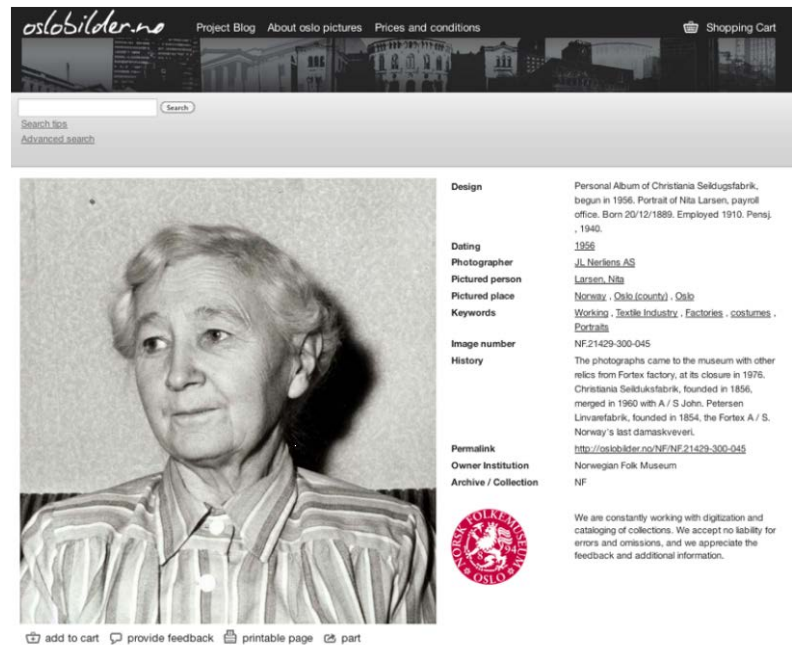 oslobilder.no
Project Blog About oslo pictures Prices and conditions
Shopping Cart
Search
Search tips
Advanced search
Design Personal Album of Christiania Seildugsfabrik,
begun in 1956. Portrait of Nita Larsen, payroll
office. Born 20/12/1889. Employed 1910. Pensj.
, 1940.
Dating 1956
Photographer JL Nerliens AS
Pictured person Larsen, Nita
Pictured place Norway , Oslo (county) , Oslo
Keywords Working , Textile Industry , Factories , costumes ,
Portraits
Image number NF.21429-300-045
History The photographs came to the museum with other
relics from Fortex factory, at its closure in 1976.
Christiania Seilduksfabrik, founded in 1856,
merged in 1960 with A / S John. Petersen
Linvarefabrik, founded in 1854, the Fortex A / S.
Norway's last damaskveveri.
Permalink http://oslobilder.no/NF/NF.21429-300-045
Owner Institution Norwegian Folk Museum
Archive / Collection NF
NORSK FOLKEMUSEUM
1894
OSLO
We are constantly working with digitization and
cataloging of collections. We accept no liability for
errors and omissions, and we appreciate the
feedback and additional information.
add to cart provide feedback printable page part